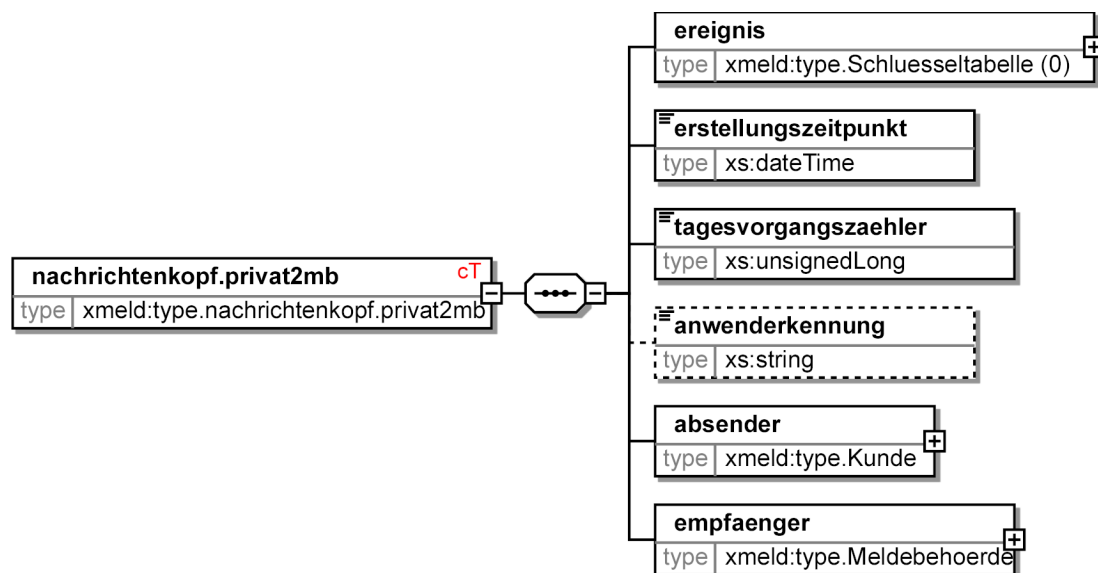 ereignis
type xmeld:type.Schluesseltabelle (0)
erstellungszeitpunkt
type xs:dateTime
tagesvorgangszaehler
type xs:unsignedLong
nachrichtenkopf.privat2mb cT
type xmeld:type.nachrichtenkopf.privat2mb
anwenderkennung
type xs:string
absender
type xmeld:type.Kunde
empfaenger
type xmeld:type.Meldebehoerde